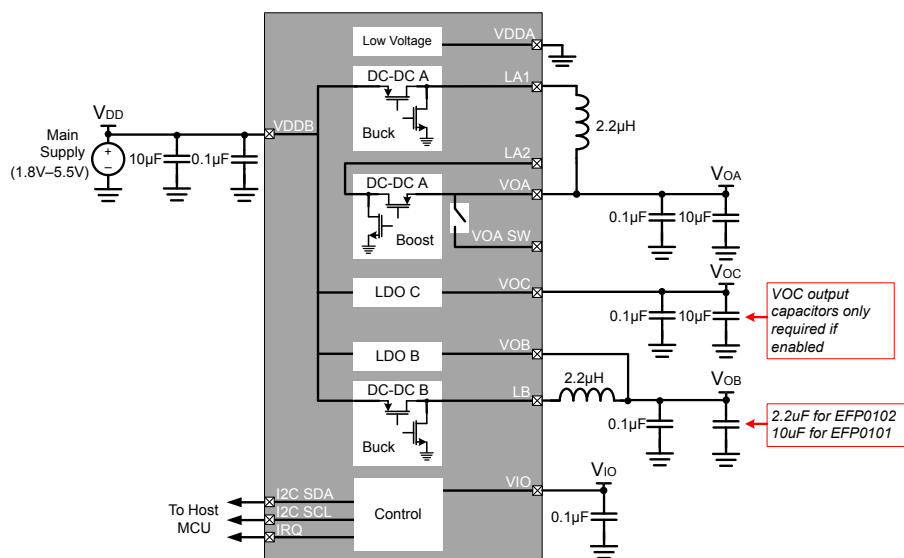 Low Voltage
VDDA
DC-DC A
Buck
LA1
2.2µH
VDD
VDDB
Main
Supply
(1.8V–5.5V)
10µF
0.1µF
LA2
DC-DC A
Boost
VOA
VOA SW
VOA
0.1µF
10µF
LDO C
VOC
VOC
0.1µF
10µF
VOC output
capacitors only
required if
enabled
LDO B
VOB
DC-DC B
Buck
LB
2.2µH
VOB
0.1µF
2.2uF for EFP0102
10uF for EFP0101
Control
VIO
VIO
0.1µF
I2C SDA
I2C SCL
IRQ
To Host
MCU